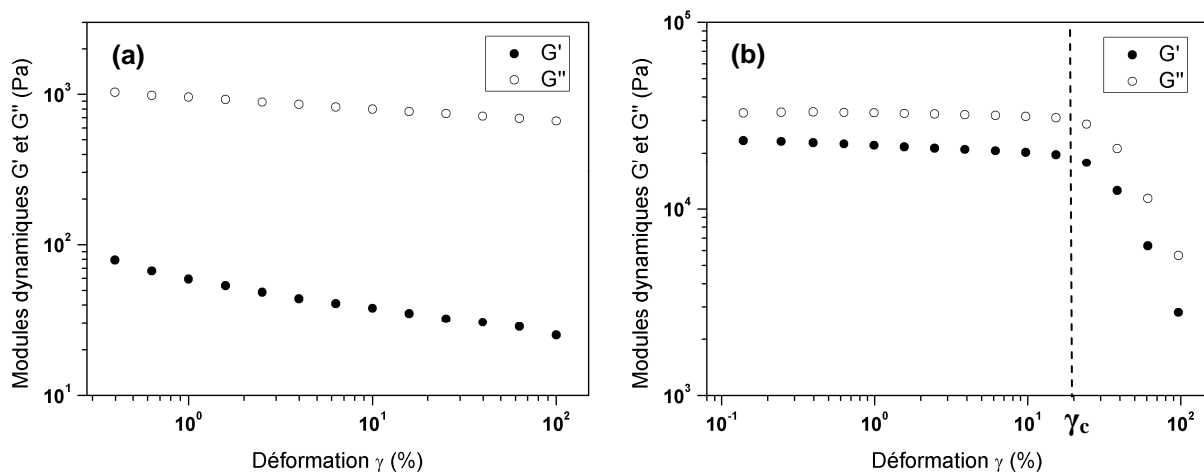 (a)
G'
G''
Modules dynamiques G' et G'' (Pa)
10³
10²
10¹
10⁰
10¹
10²
Déformation γ (%)
(b)
G'
G''
Modules dynamiques G' et G'' (Pa)
10⁵
10⁴
10³
10⁻¹
10⁰
10¹
γc
10²
Déformation γ (%)